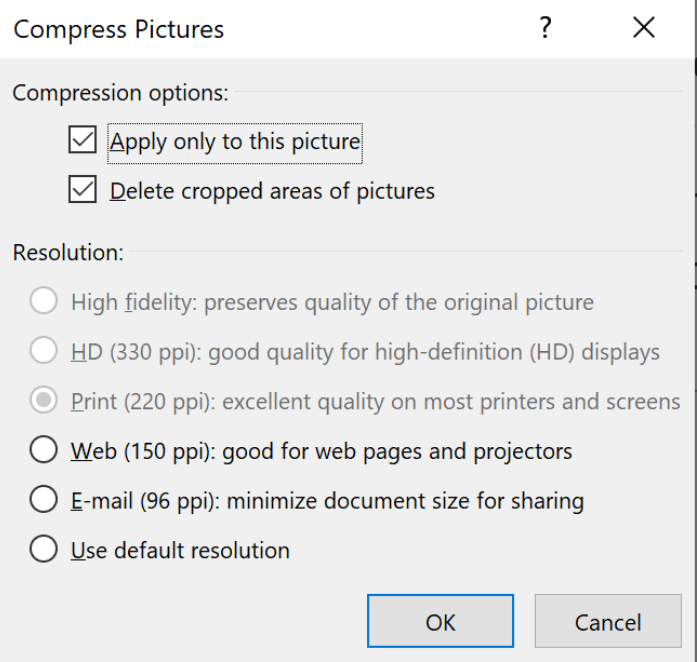 Compress Pictures ?
Compression options:
Apply only to this picture
Delete cropped areas of pictures
Resolution:
High fidelity: preserves quality of the original picture
HD (330 ppi): good quality for high-definition (HD) displays
Print (220 ppi): excellent quality on most printers and screens
Web (150 ppi): good for web pages and projectors
E-mail (96 ppi): minimize document size for sharing
Use default resolution
OK Cancel